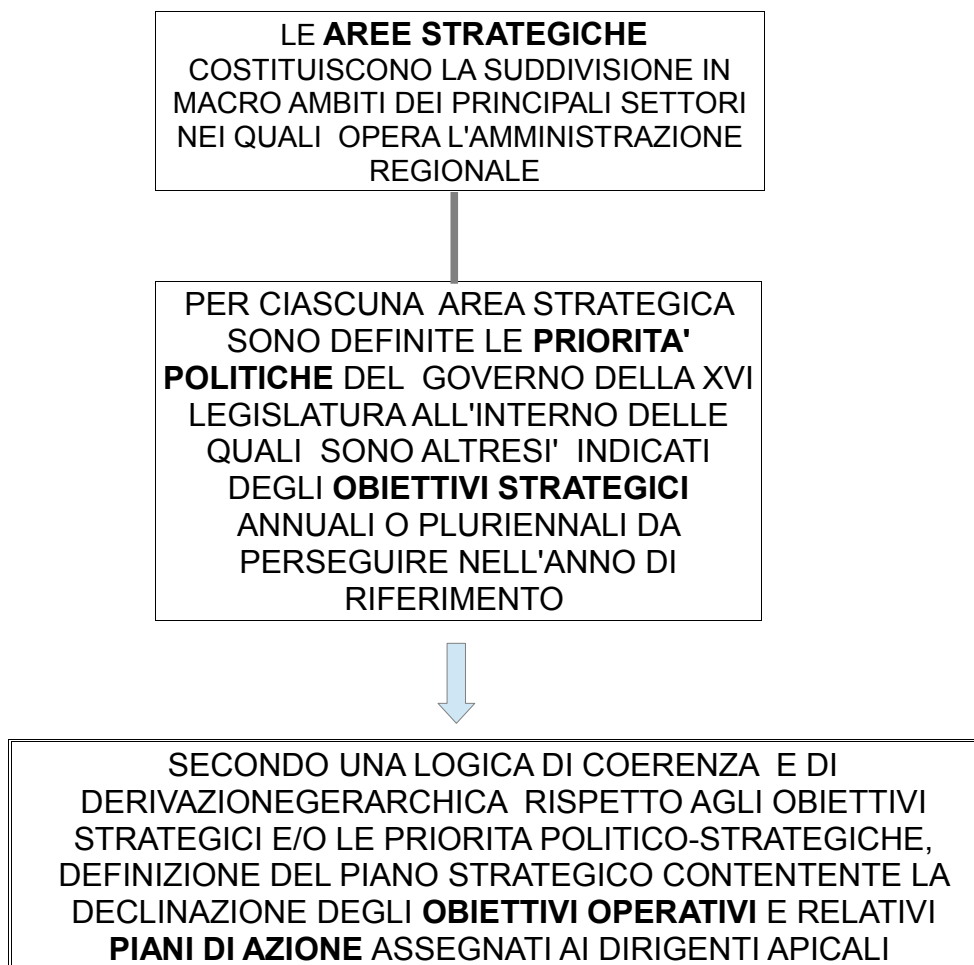 LE AREE STRATEGICHE
COSTITUISCONO LA SUDDIVISIONE IN
MACRO AMBITI DEI PRINCIPALI SETTORI
NEI QUALI OPERA L'AMMINISTRAZIONE
REGIONALE
PER CIASCUNA AREA STRATEGICA
SONO DEFINITE LE PRIORITA'
POLITICHE DEL GOVERNO DELLA XVI
LEGISLATURA ALL'INTERNO DELLE
QUALI SONO ALTRESI' INDICATI
DEGLI OBIETTIVI STRATEGICI
ANNUALI O PLURIENNALI DA
PERSEGUIRE NELL'ANNO DI
RIFERIMENTO
SECONDO UNA LOGICA DI COERENZA E DI
DERIVAZIONEGERARCHICA RISPETTO AGLI OBIETTIVI
STRATEGICI E/O LE PRIORITA POLITICO-STRATEGICHE,
DEFINIZIONE DEL PIANO STRATEGICO CONTENTENTE LA
DECLINAZIONE DEGLI OBIETTIVI OPERATIVI E RELATIVI
PIANI DI AZIONE ASSEGNATI AI DIRIGENTI APICALI